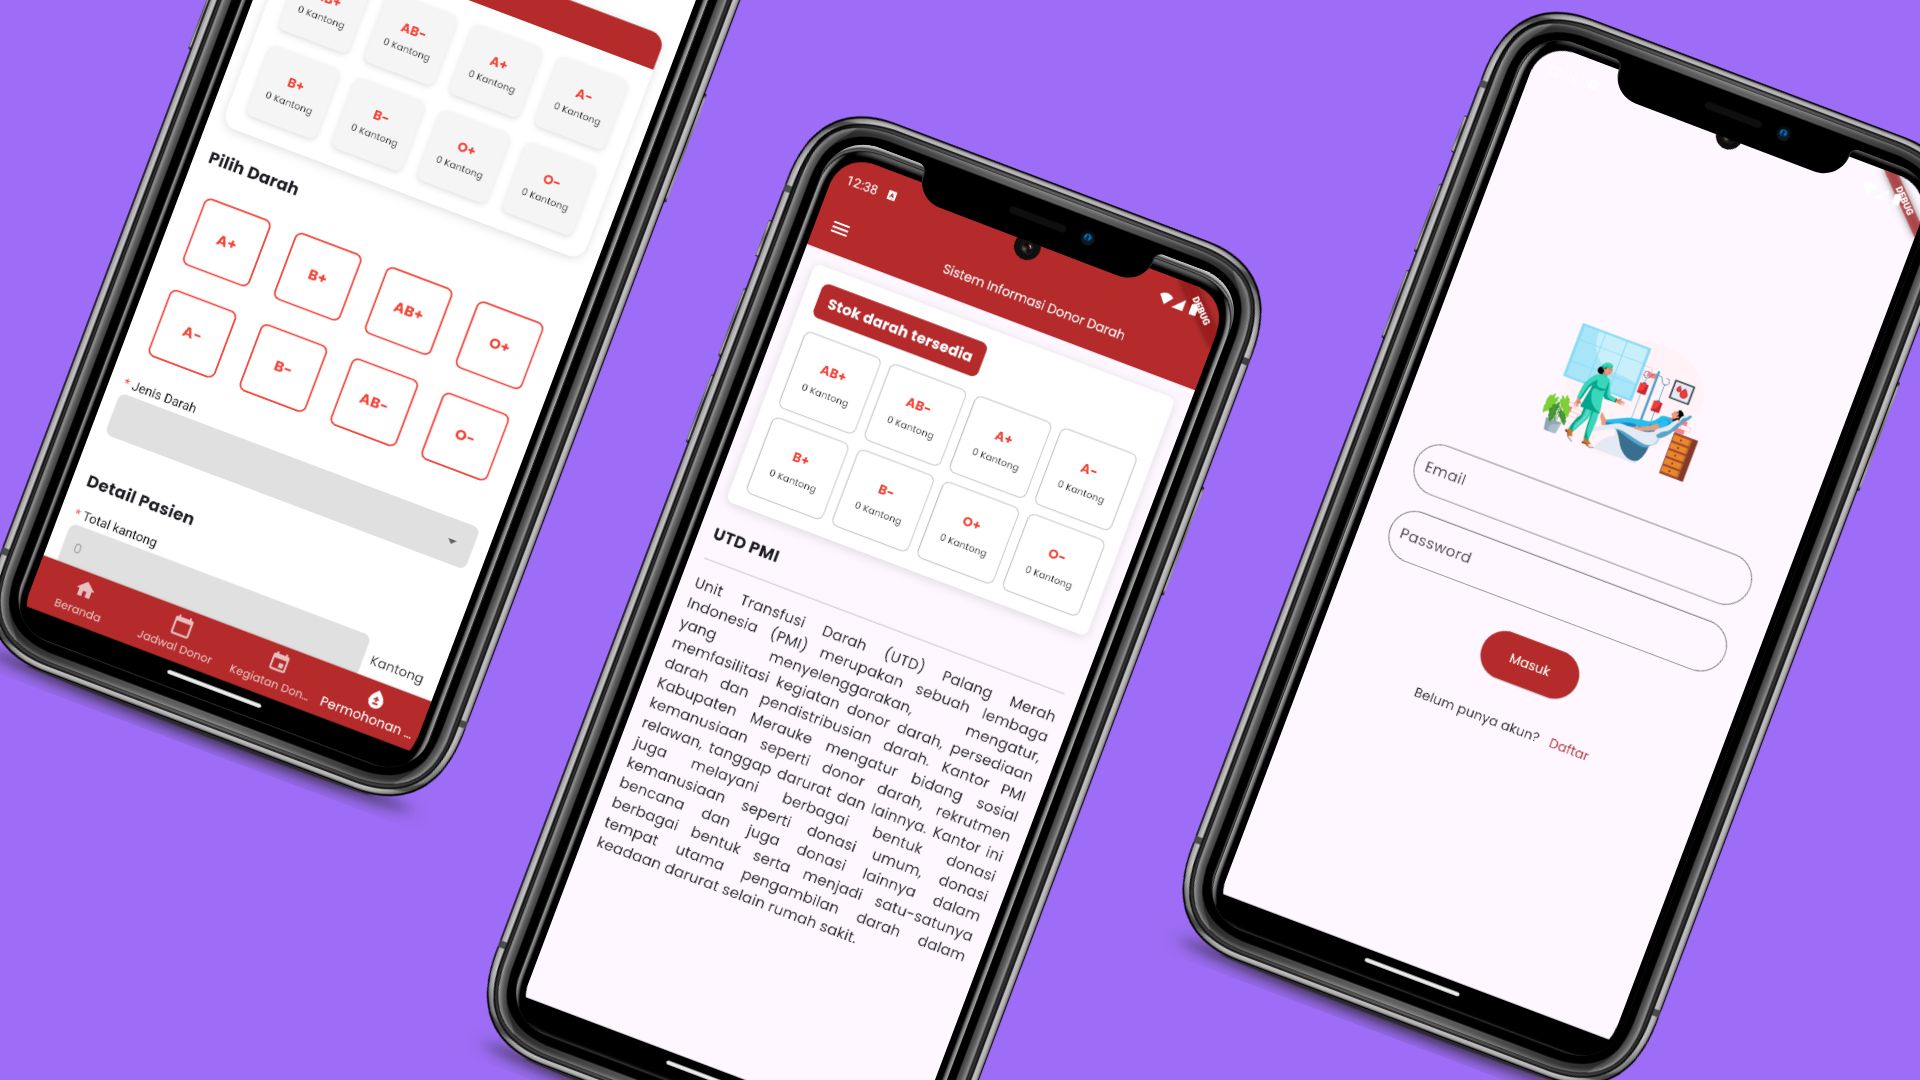 AB+
0 Kantong
AB-
0 Kantong
A+
0 Kantong
A-
0 Kantong
B+
0 Kantong
B-
0 Kantong
O+
0 Kantong
O-
0 Kantong
Pilih Darah
A+
B+
AB+
O+
A-
B-
AB-
O-
* Jenis Darah
Detail Pasien
* Total kantong
0
Kantong
Beranda
Jadwal Donor
Kegiatan Don...
Permohonan ...
12:38
DEBUG
Sistem Informasi Donor Darah
Stok darah tersedia
AB+
0 Kantong
AB-
0 Kantong
A+
0 Kantong
A-
0 Kantong
B+
0 Kantong
B-
0 Kantong
O+
0 Kantong
O-
0 Kantong
UTD PMI
Unit Transfusi Darah (UTD) Palang Merah
Indonesia (PMI) merupakan sebuah lembaga
yang menyelenggarakan, mengatur,
memfasilitasi kegiatan donor darah, persediaan
darah dan pendistribusian darah. Kantor PMI
Kabupaten Merauke mengatur bidang sosial
kemanusiaan seperti donor darah, rekrutmen
relawan, tanggap darurat dan lainnya. Kantor ini
juga melayani berbagai bentuk donasi
kemanusiaan seperti donasi umum, donasi
bencana dan juga donasi lainnya dalam
berbagai bentuk serta menjadi satu-satunya
tempat utama pengambilan darah dalam
keadaan darurat selain rumah sakit.
DEBUG
Email
Password
Masuk
Belum punya akun? Daftar